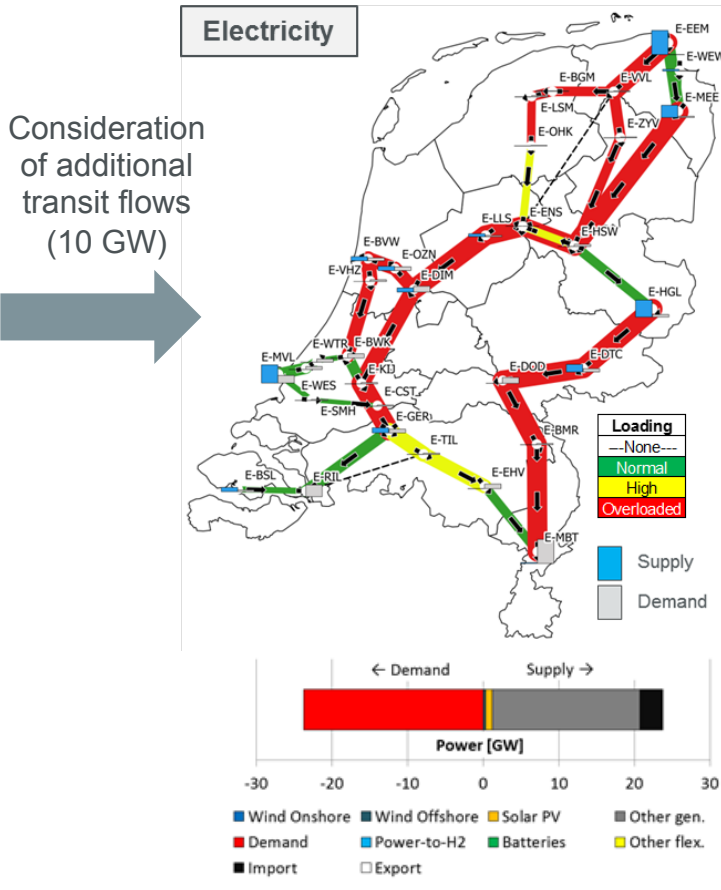 Electricity
Consideration
of additional
transit flows
(10 GW)
E-EEM
E-WEW
E-BGM
E-VVL
E-MEE
E-LSM
E-ZYV
E-OHK
E-LLS
E-ENS
E-HSW
E-BVW
E-OZN
E-VHZ
E-DIM
E-HGL
E-WTR
E-BWK
E-MVL
E-KIJ
E-DTC
E-DOD
E-WES
E-CST
E-SMH
E-GER
E-TIL
E-BMR
E-EHV
E-BSL
E-RIL
E-MBT
Loading
---None---
Normal
High
Overloaded
Supply
Demand
← Demand
Supply →
Power [GW]
-30 -20 -10 0 10 20 30
Wind Onshore Wind Offshore Solar PV Other gen.
Demand Power-to-H2 Batteries Other flex.
Import Export